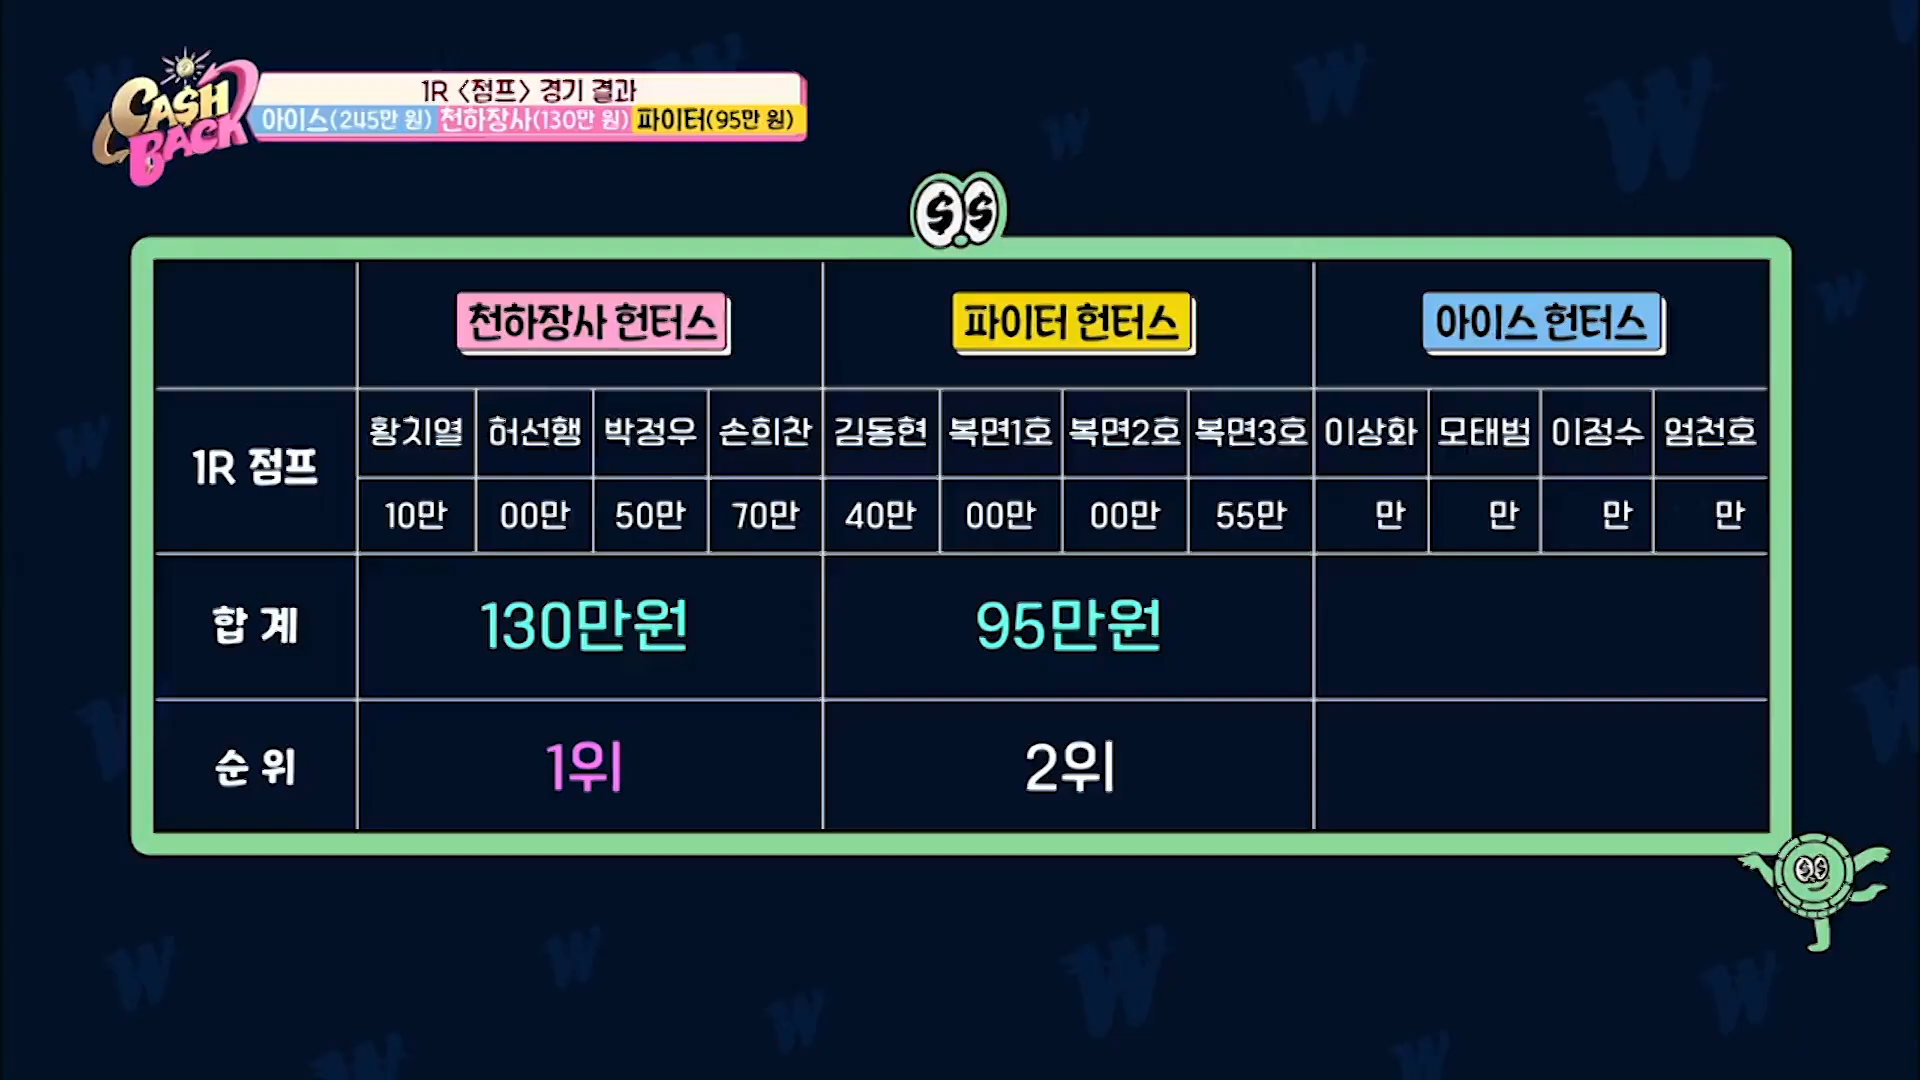 CA$H
BACK
1R <점프> 경기 결과
아이스(245만 원) 천하장사(130만 원) 파이터(95만 원)
$$
천하장사 헌터스 파이터 헌터스 아이스 헌터스
1R 점프
황치열 허선행 박정우 손희찬 김동현 복면1호 복면2호 복면3호 이상화 모태범 이정수 엄천호
10만 00만 50만 70만 40만 00만 00만 55만 만 만 만 만
합 계 130만원 95만원
순 위 1위 2위